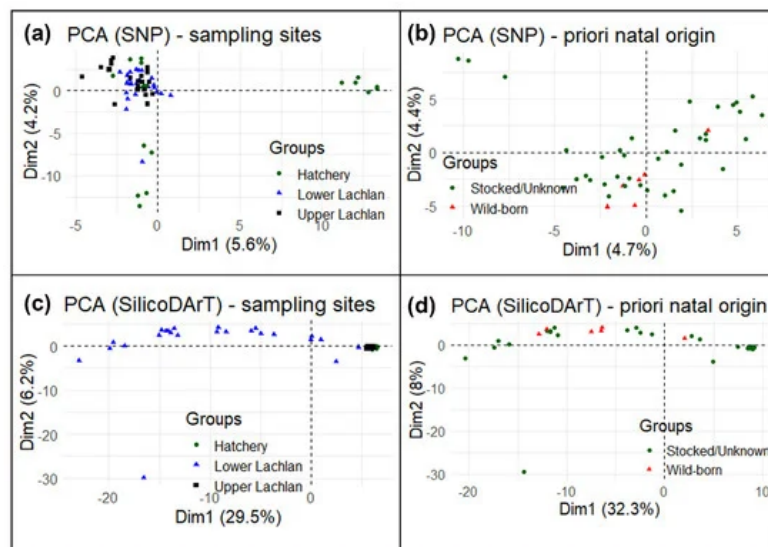 (a) PCA (SNP) - sampling sites
0
-5
-10
Dim2 (4.2%)
Groups
Hatchery
Lower Lachlan
Upper Lachlan
-5
0
5
10
Dim1 (5.6%)
(b) PCA (SNP) - priori natal origin
5
0
-5
Dim2 (4.4%)
Groups
Stocked/Unknown
Wild-born
-10
-5
0
5
Dim1 (4.7%)
(c) PCA (SilicoDArT) - sampling sites
0
-10
-20
-30
Dim2 (6.2%)
Groups
Hatchery
Lower Lachlan
Upper Lachlan
-20
-10
0
Dim1 (29.5%)
(d) PCA (SilicoDArT) - priori natal origin
0
-10
-20
-30
Dim2 (8%)
Groups
Stocked/Unknown
Wild-born
-20
-10
0
10
Dim1 (32.3%)